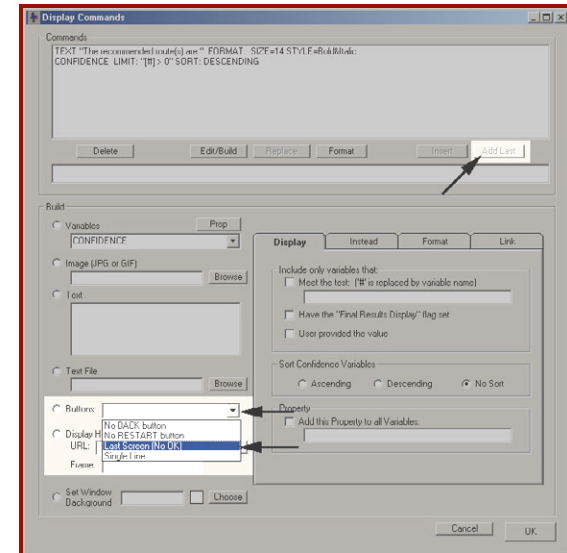 Display Commands
Commands
TEXT "The recommended route(s) are:" FORMAT: SIZE=14 STYLE=BoldItalic
CONFIDENCE LIMIT: "[#] > 0" SORT: DESCENDING
Delete Edit/Build Replace Format Insert Add Last
Build
Variables Prop
CONFIDENCE
Image (JPG or GIF)
Browse
Text
Text File
Browse
Buttons:
No BACK button
No RESTART button
Last Screen (No OK)
Single Line
Display H
URL:
Frame:
Set Window
Background Choose
Display Instead Format Link
Include only variables that:
Meet the test: ('#' is replaced by variable name)
Have the "Final Results Display" flag set
User provided the value
Sort Confidence Variables
Ascending Descending No Sort
Property
Add this Property to all Variables:
Cancel OK